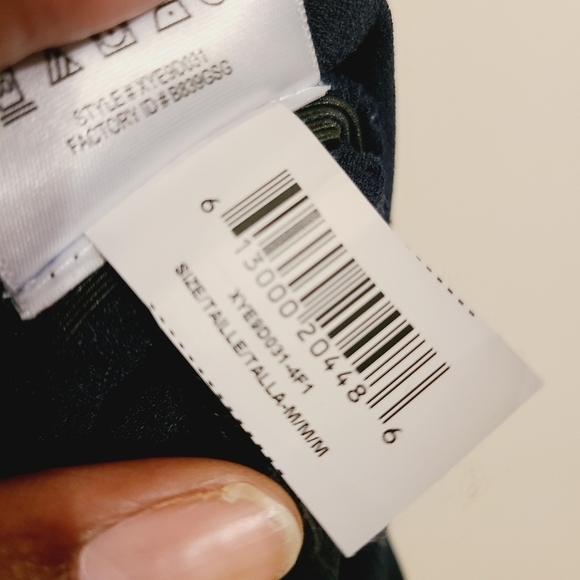 STYLE # XYE9D031
FACTORY ID # B839GSG
6 13000 20448 6
XYE9D031-4F1
SIZE/TAILLE/TALLA-M/M/M